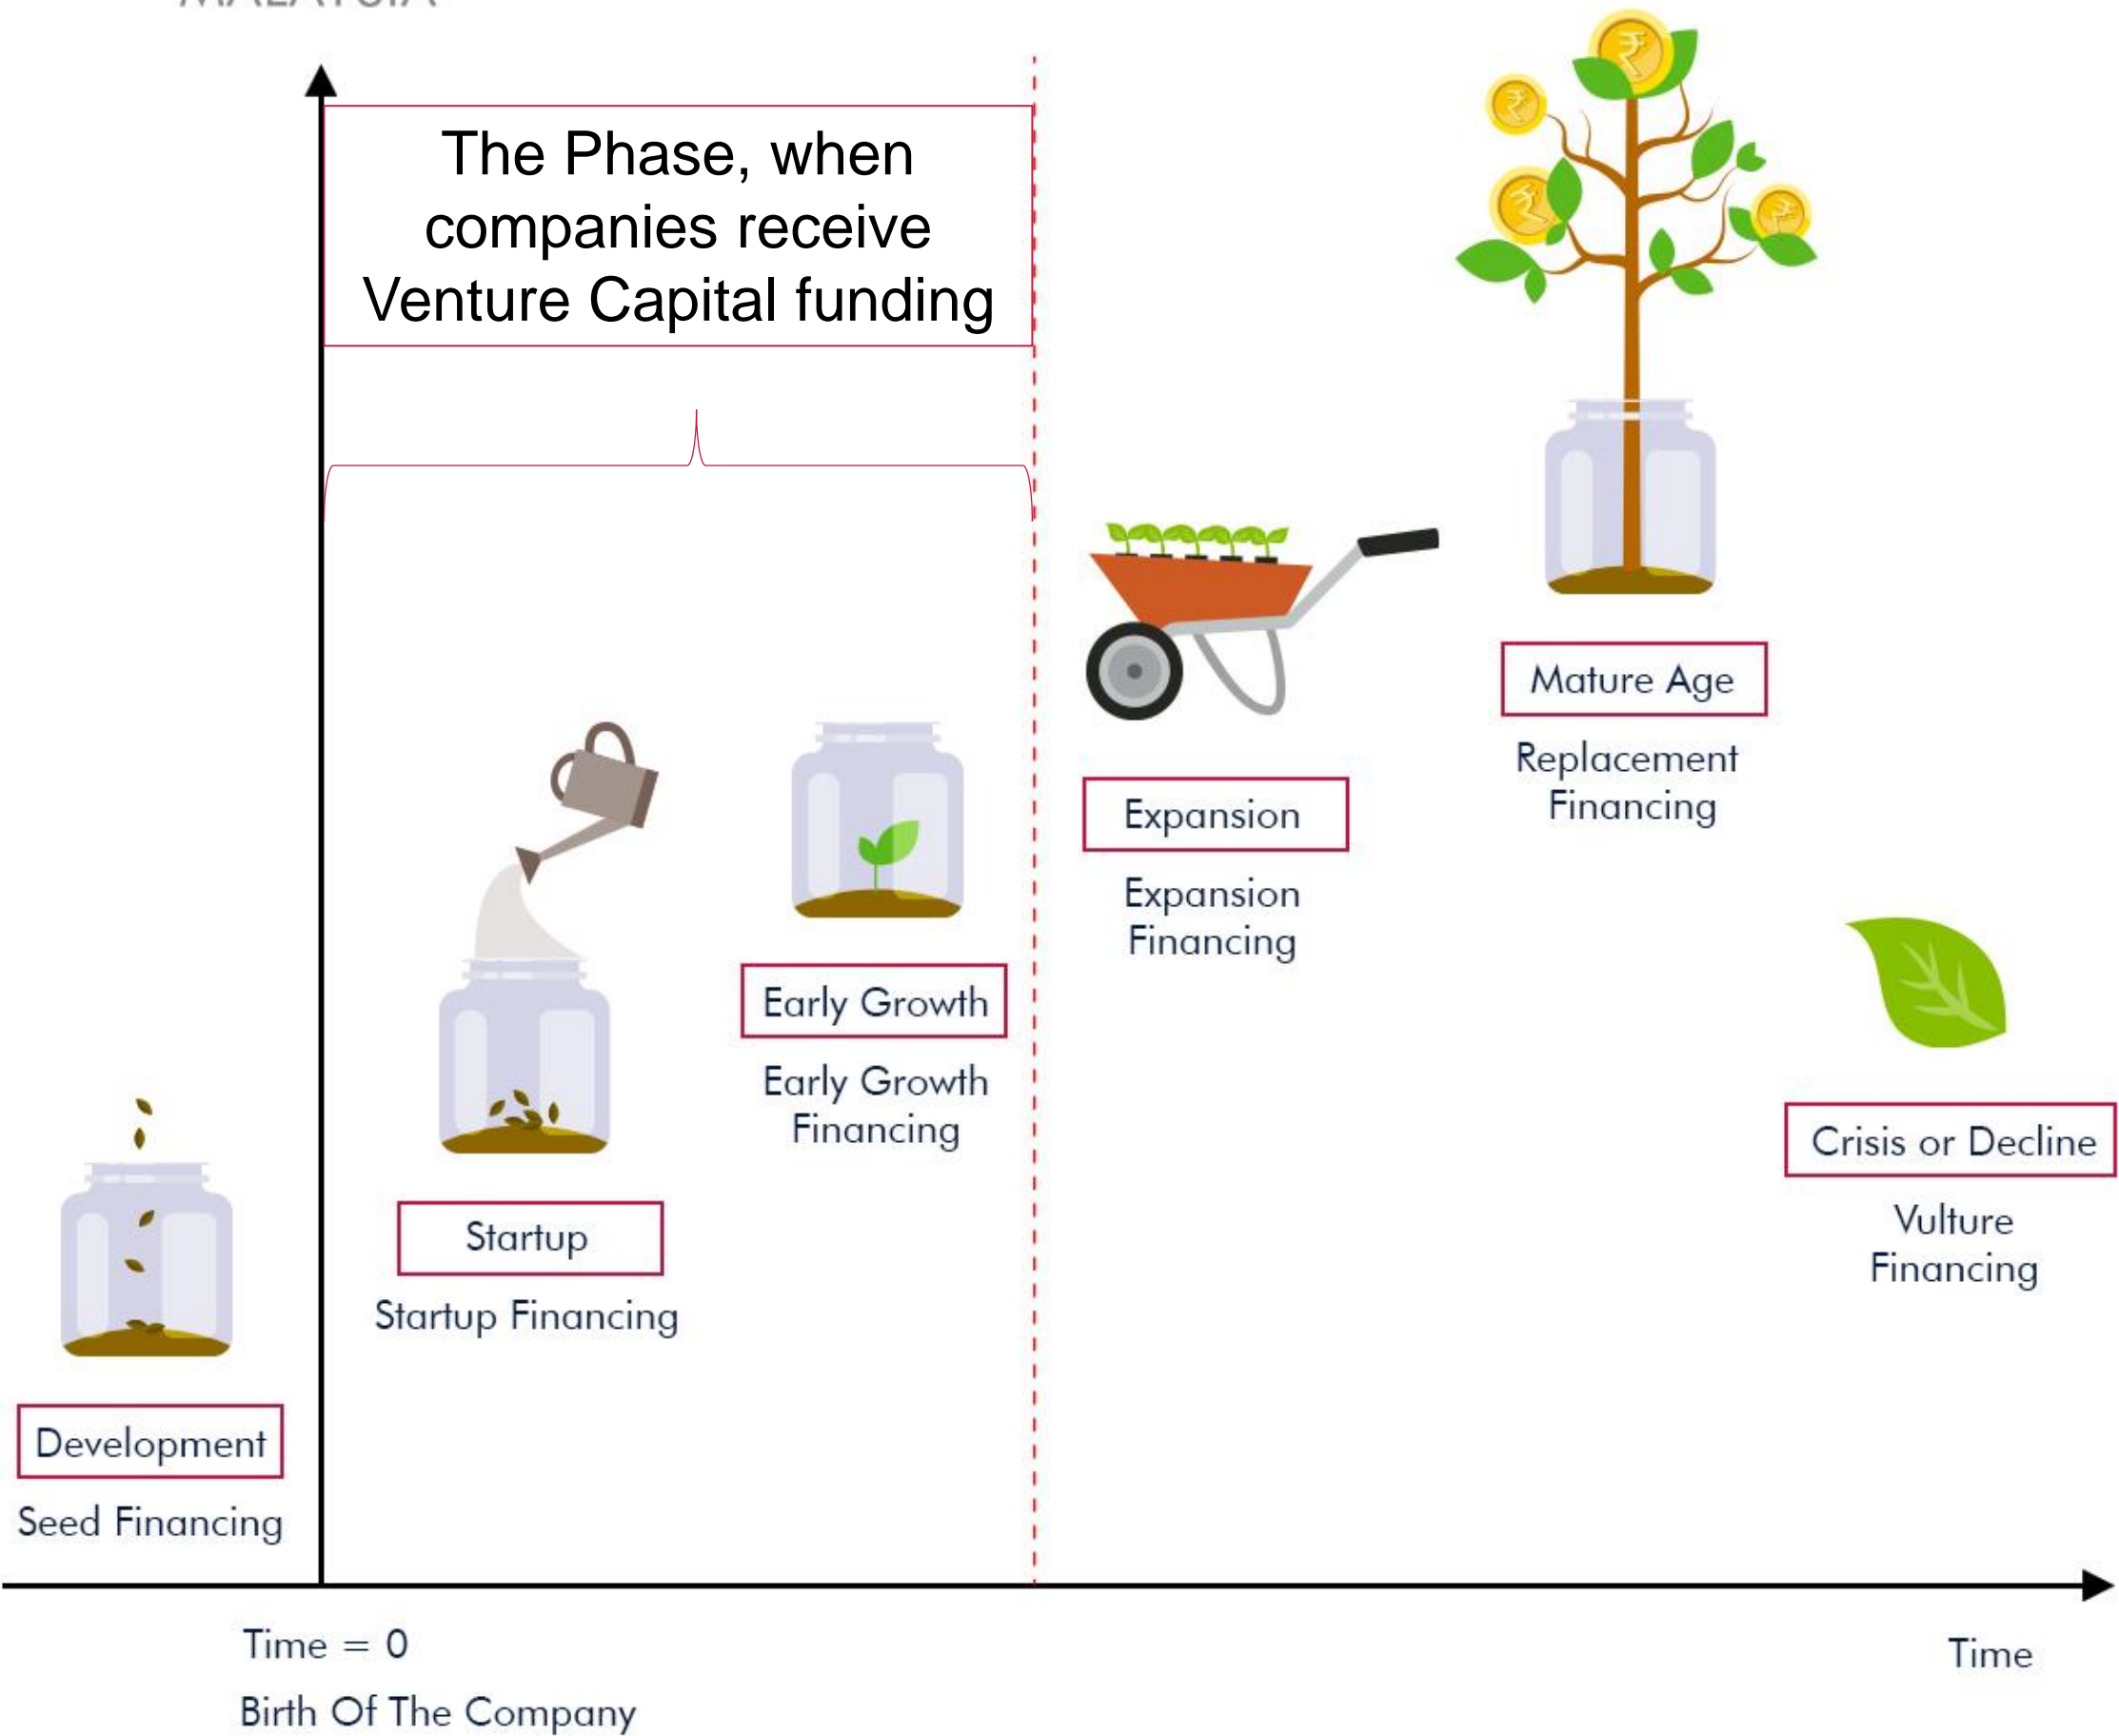 MALAYSIA
The Phase, when
companies receive
Venture Capital funding
Mature Age
Replacement
Financing
Expansion
Expansion
Financing
Early Growth
Early Growth
Financing
Crisis or Decline
Vulture
Financing
Startup
Startup Financing
Development
Seed Financing
Time = 0
Birth Of The Company
Time